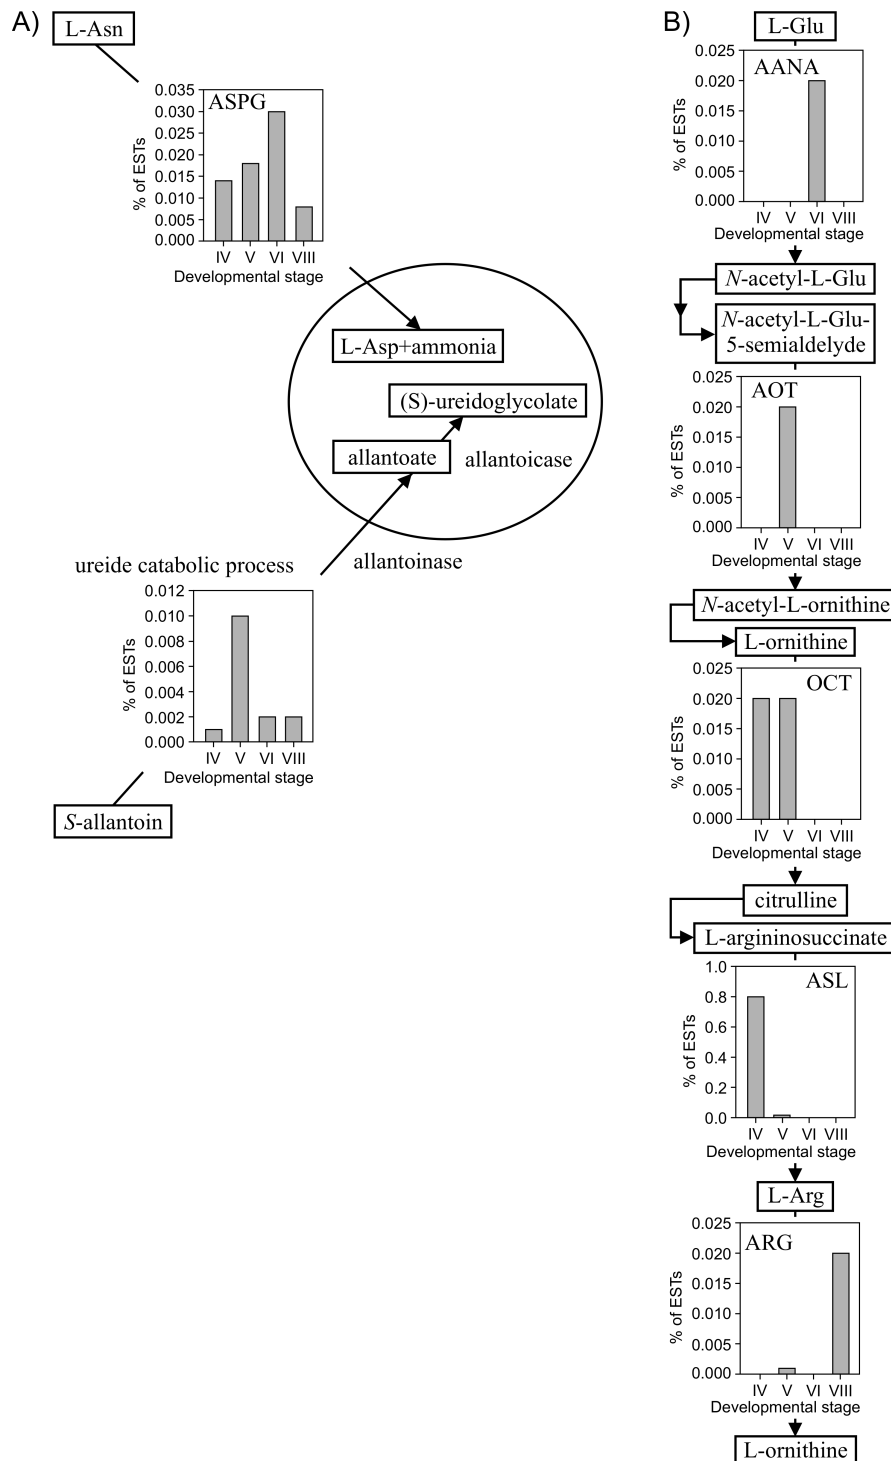 A)
L-Asn
ASPG
0.035
0.030
0.025
0.020
0.015
0.010
0.005
0.000
% of ESTs
IV V VI VIII
Developmental stage
L-Asp+ammonia
(S)-ureidoglycolate
allantoate
allantoicase
allantoinase
ureide catabolic process
0.012
0.010
0.008
0.006
0.004
0.002
0.000
% of ESTs
IV V VI VIII
Developmental stage
S-allantoin
B)
L-Glu
AANA
0.025
0.020
0.015
0.010
0.005
0.000
% of ESTs
IV V VI VIII
Developmental stage
N-acetyl-L-Glu
N-acetyl-L-Glu-
5-semialdelyde
AOT
0.025
0.020
0.015
0.010
0.005
0.000
% of ESTs
IV V VI VIII
Developmental stage
N-acetyl-L-ornithine
L-ornithine
OCT
0.025
0.020
0.015
0.010
0.005
0.000
% of ESTs
IV V VI VIII
Developmental stage
citrulline
L-argininosuccinate
ASL
1.0
0.8
0.6
0.4
0.2
0.0
% of ESTs
IV V VI VIII
Developmental stage
L-Arg
ARG
0.025
0.020
0.015
0.010
0.005
0.000
% of ESTs
IV V VI VIII
Developmental stage
L-ornithine